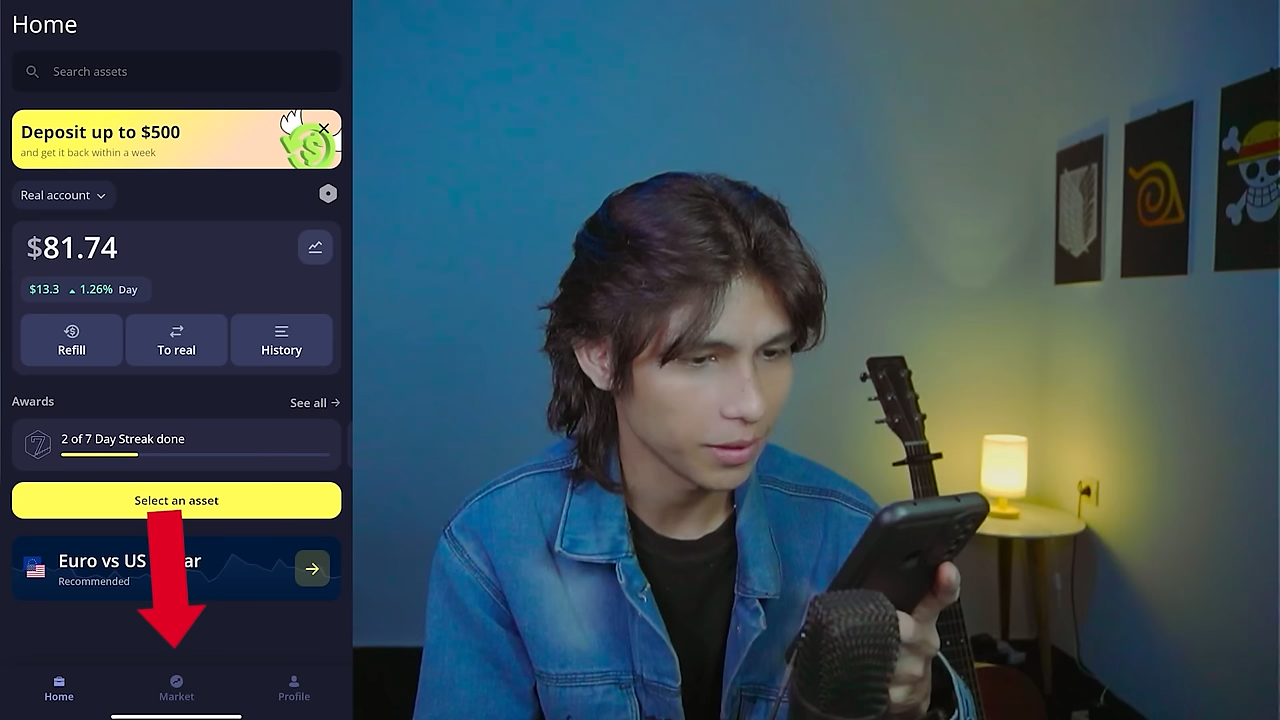 Home
Search assets
Deposit up to $500
and get it back within a week
Real account
$81.74
$13.3 ▲ 1.26% Day
Refill
To real
History
Awards
See all →
7
2 of 7 Day Streak done
Select an asset
Euro vs US ar
Recommended
Home
Market
Profile